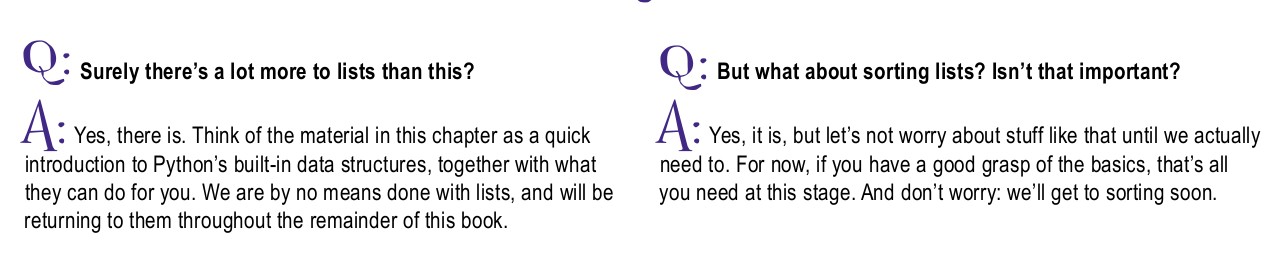 Q: Surely there’s a lot more to lists than this?
A: Yes, there is. Think of the material in this chapter as a quick
introduction to Python’s built-in data structures, together with what
they can do for you. We are by no means done with lists, and will be
returning to them throughout the remainder of this book.
Q: But what about sorting lists? Isn’t that important?
A: Yes, it is, but let’s not worry about stuff like that until we actually
need to. For now, if you have a good grasp of the basics, that’s all
you need at this stage. And don’t worry: we’ll get to sorting soon.